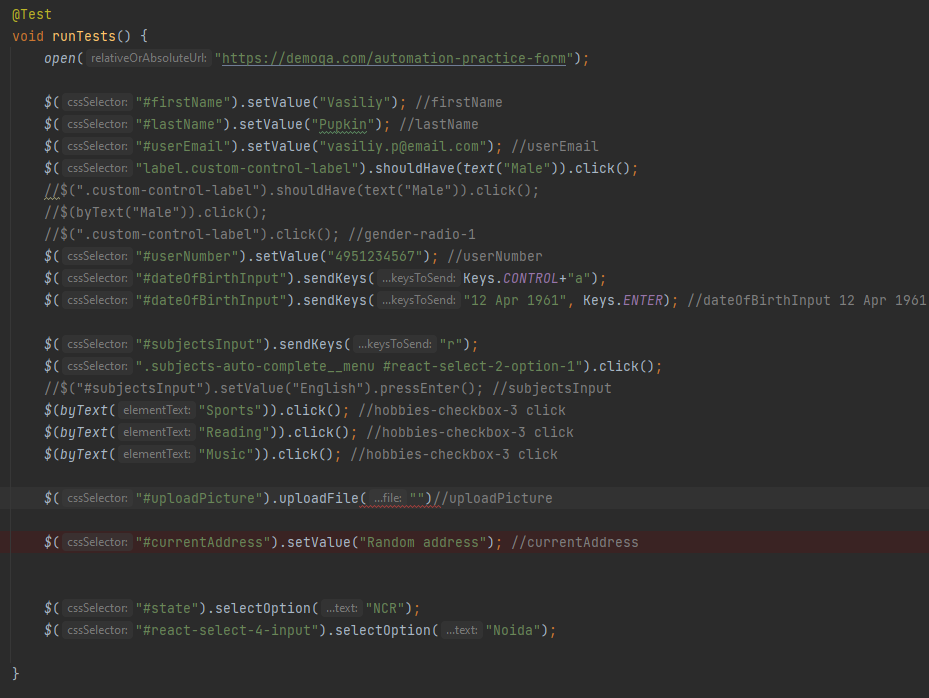 @Test
void runTests() {
open( relativeOrAbsoluteUrl: "https://demoqa.com/automation-practice-form");
$( cssSelector: "#firstName").setValue("Vasiliy"); //firstName
$( cssSelector: "#lastName").setValue("Pupkin"); //lastName
$( cssSelector: "#userEmail").setValue("vasiliy.p@email.com"); //userEmail
$( cssSelector: "label.custom-control-label").shouldHave(text("Male")).click();
//$(".custom-control-label").shouldHave(text("Male")).click();
//$(byText("Male")).click();
//$(".custom-control-label").click(); //gender-radio-1
$( cssSelector: "#userNumber").setValue("4951234567"); //userNumber
$( cssSelector: "#dateOfBirthInput").sendKeys( ...keysToSend: Keys.CONTROL+"a");
$( cssSelector: "#dateOfBirthInput").sendKeys( ...keysToSend: "12 Apr 1961", Keys.ENTER); //dateOfBirthInput 12 Apr 1961
$( cssSelector: "#subjectsInput").sendKeys( ...keysToSend: "r");
$( cssSelector: ".subjects-auto-complete__menu #react-select-2-option-1").click();
//$("#subjectsInput").setValue("English").pressEnter(); //subjectsInput
$(byText( elementText: "Sports")).click(); //hobbies-checkbox-3 click
$(byText( elementText: "Reading")).click(); //hobbies-checkbox-3 click
$(byText( elementText: "Music")).click(); //hobbies-checkbox-3 click
$( cssSelector: "#uploadPicture").uploadFile( ...file: "")//uploadPicture
$( cssSelector: "#currentAddress").setValue("Random address"); //currentAddress
$( cssSelector: "#state").selectOption( ...text: "NCR");
$( cssSelector: "#react-select-4-input").selectOption( ...text: "Noida");
}